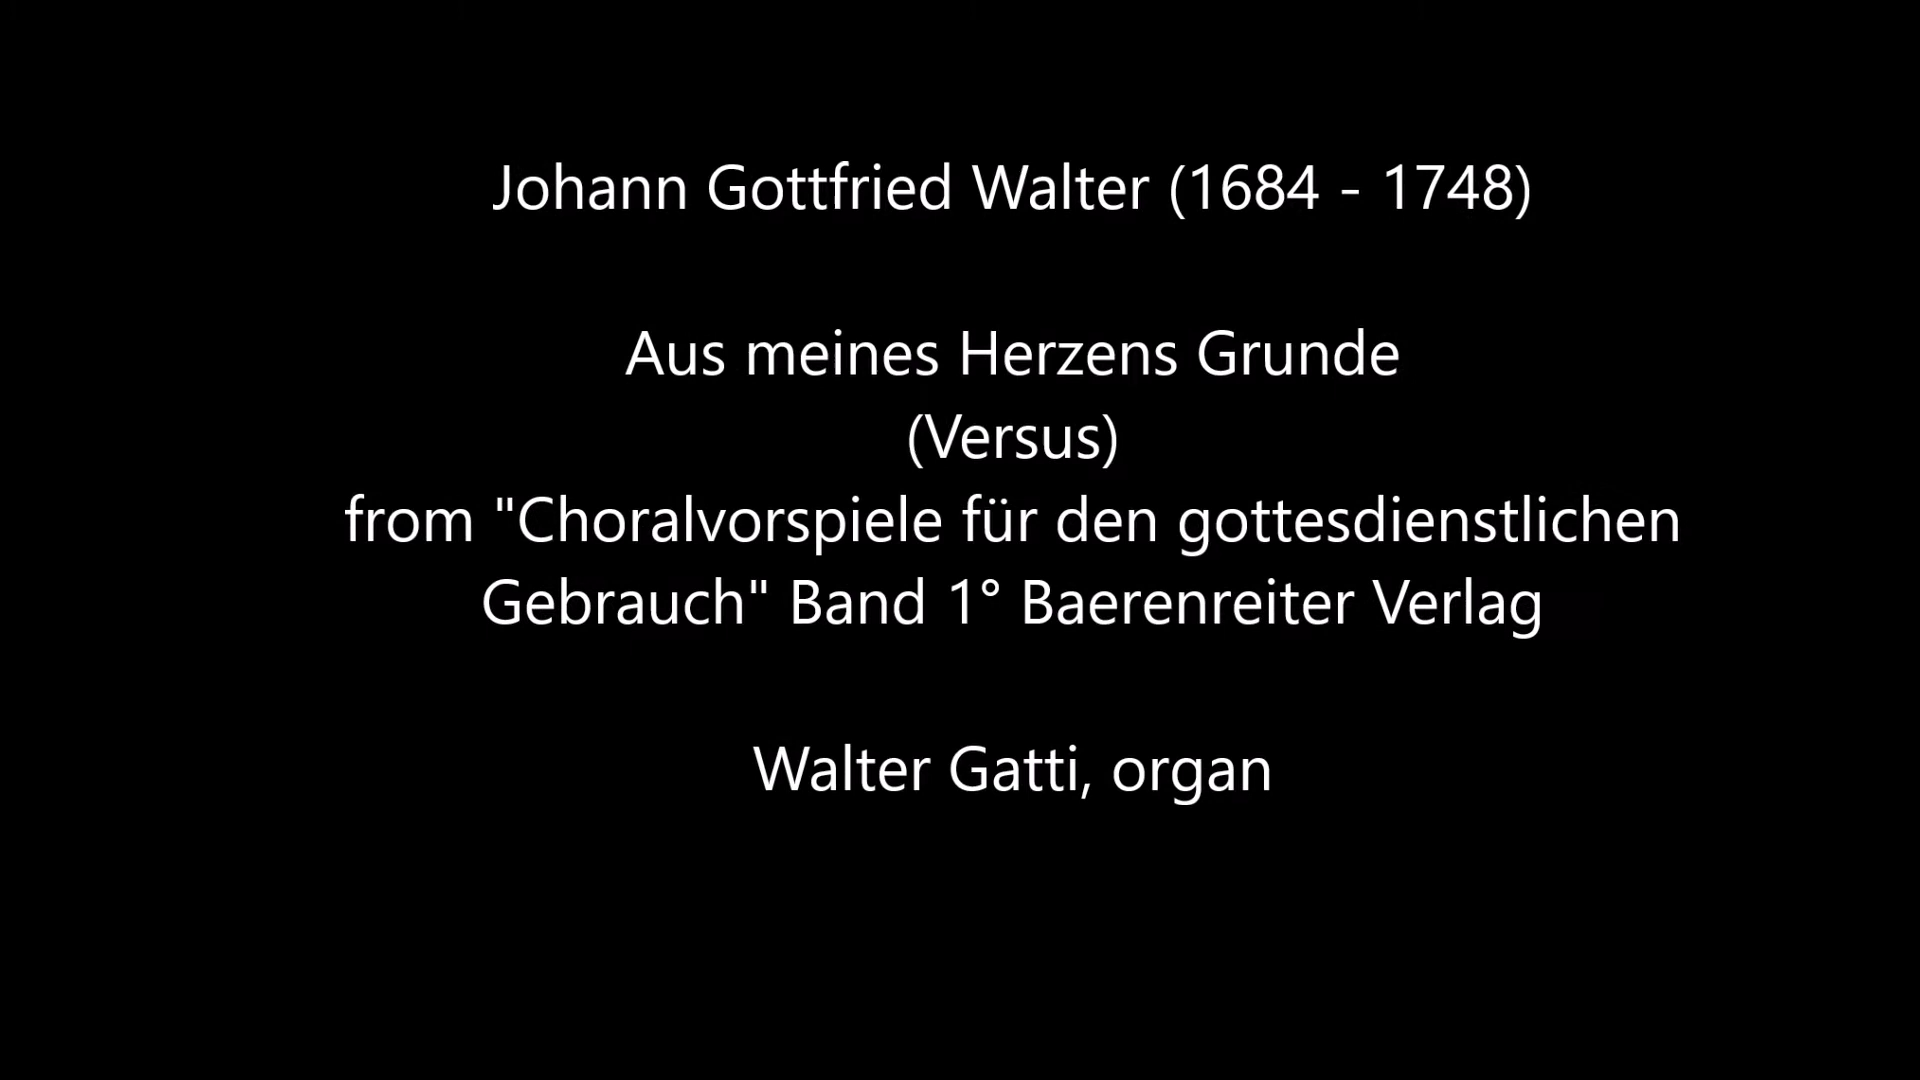 Johann Gottfried Walter (1684 - 1748)
Aus meines Herzens Grunde
(Versus)
from "Choralvorspiele für den gottesdienstlichen
Gebrauch" Band 1° Baerenreiter Verlag
Walter Gatti, organ